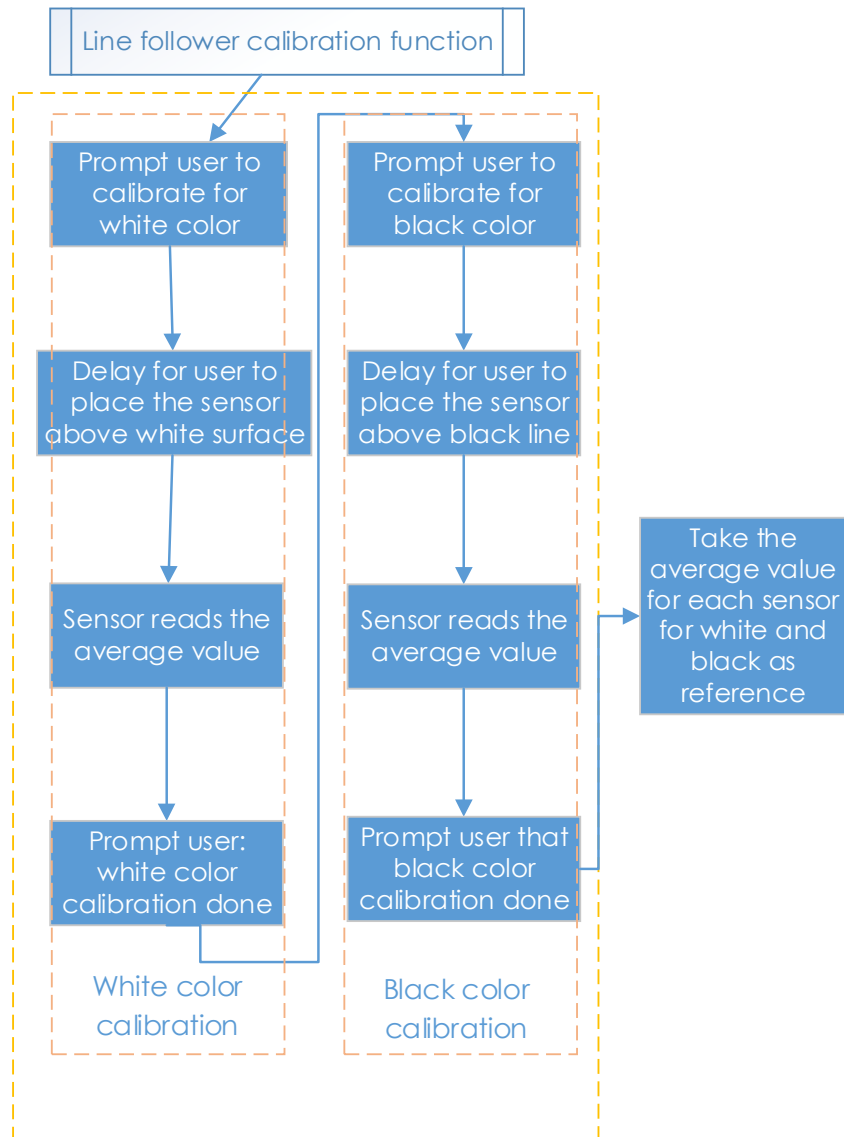 Line follower calibration function
Prompt user to
calibrate for
white color
Delay for user to
place the sensor
above white surface
Sensor reads the
average value
Prompt user:
white color
calibration done
White color
calibration
Prompt user to
calibrate for
black color
Delay for user to
place the sensor
above black line
Sensor reads the
average value
Prompt user that
black color
calibration done
Black color
calibration
Take the
average value
for each sensor
for white and
black as
reference